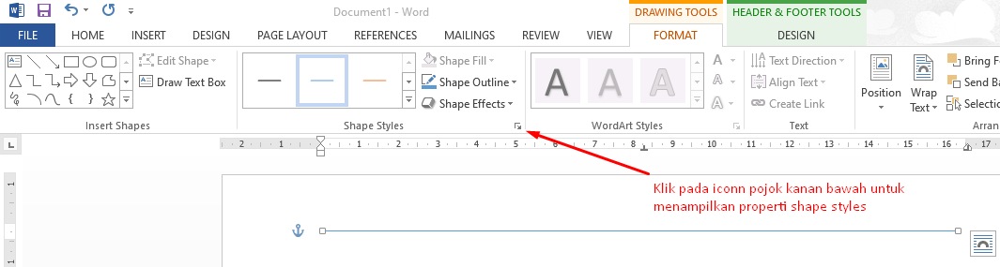 Document1 - Word
DRAWING TOOLS
HEADER & FOOTER TOOLS
FILE HOME INSERT DESIGN PAGE LAYOUT REFERENCES MAILINGS REVIEW VIEW FORMAT DESIGN
Edit Shape
Draw Text Box
Insert Shapes
Shape Fill
Shape Outline
Shape Effects
Shape Styles
A A A
A
A
A
WordArt Styles
Text Direction
Align Text
Create Link
Text
Position
Wrap
Text
Bring Fo
Send Ba
Selectio
Arran
L
2 1 1 2 3 4 5 6 7 8 9 10 11 12 13 14 15 16 17
1
1
Klik pada iconn pojok kanan bawah untuk
menampilkan properti shape styles